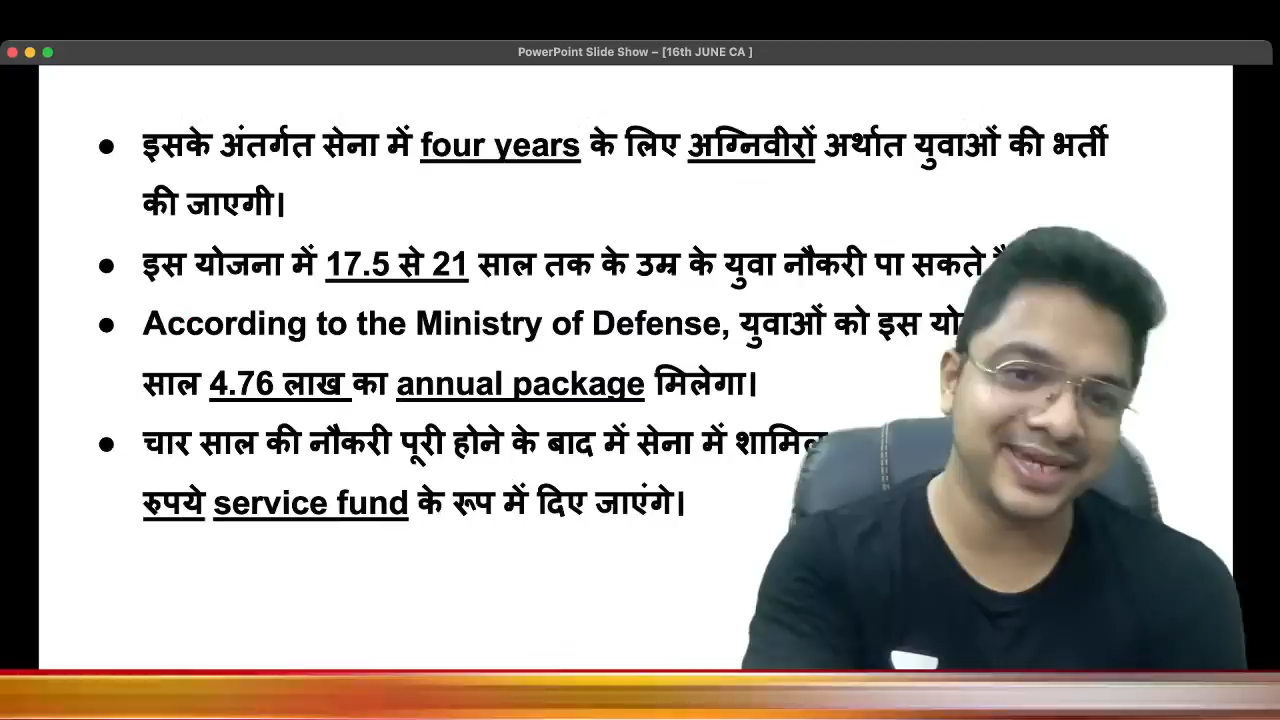 PowerPoint Slide Show – [16th JUNE CA ]
● इसके अंतर्गत सेना में four years के लिए अग्निवीरों अर्थात युवाओं की भर्ती
की जाएगी।
● इस योजना में 17.5 से 21 साल तक के उम्र के युवा नौकरी पा सकते
● According to the Ministry of Defense, युवाओं को इस
साल 4.76 लाख का annual package मिलेगा।
● चार साल की नौकरी पूरी होने के बाद में सेना में
रुपये service fund के रूप में दिए जाएंगे।